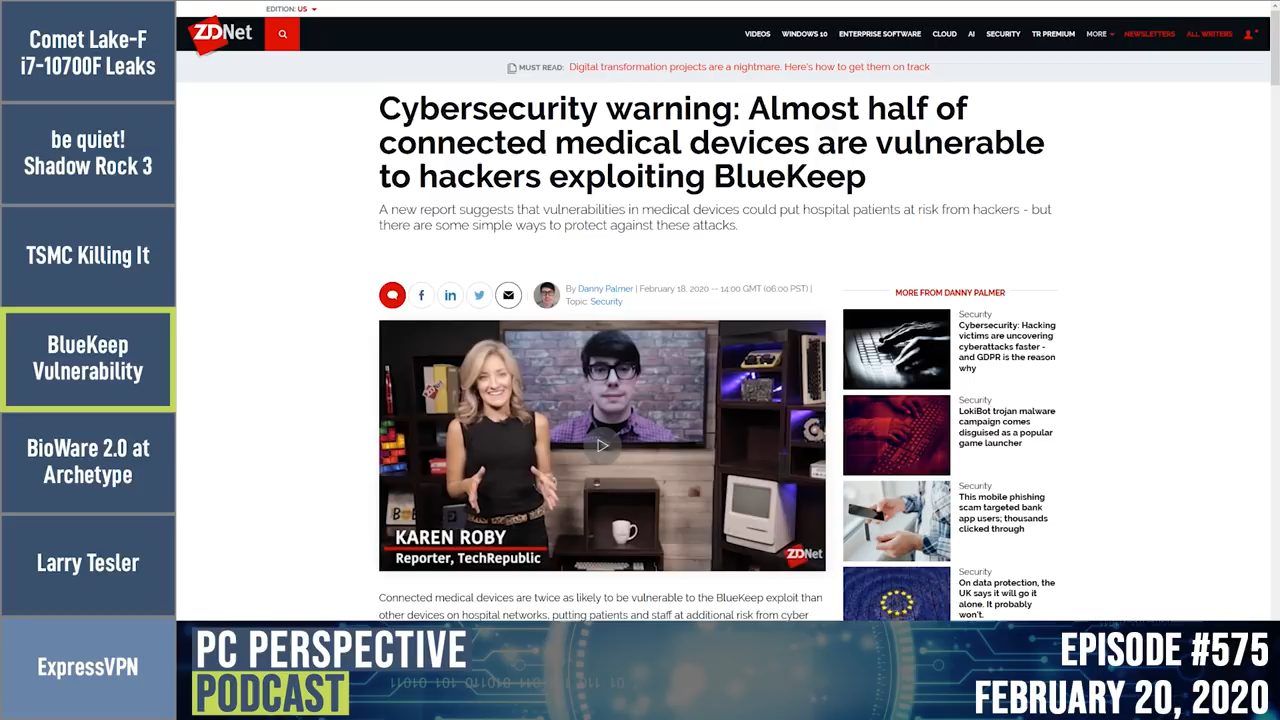 Comet Lake-F
i7-10700F Leaks
be quiet!
Shadow Rock 3
TSMC Killing It
BlueKeep
Vulnerability
BioWare 2.0 at
Archetype
Larry Tesler
ExpressVPN
EDITION: US
ZDNet
VIDEOS WINDOWS 10 ENTERPRISE SOFTWARE CLOUD AI SECURITY TR PREMIUM MORE NEWSLETTERS ALL WRITERS
MUST READ: Digital transformation projects are a nightmare. Here's how to get them on track
Cybersecurity warning: Almost half of
connected medical devices are vulnerable
to hackers exploiting BlueKeep
A new report suggests that vulnerabilities in medical devices could put hospital patients at risk from hackers - but
there are some simple ways to protect against these attacks.
By Danny Palmer | February 18, 2020 -- 14:00 GMT (06:00 PST) |
Topic: Security
KAREN ROBY
Reporter, TechRepublic
ZDNet
Connected medical devices are twice as likely to be vulnerable to the BlueKeep exploit than
other devices on hospital networks, putting patients and staff at additional risk from cyber
MORE FROM DANNY PALMER
Security
Cybersecurity: Hacking
victims are uncovering
cyberattacks faster -
and GDPR is the reason
why
Security
LokiBot trojan malware
campaign comes
disguised as a popular
game launcher
Security
This mobile phishing
scam targeted bank
app users; thousands
clicked through
Security
On data protection, the
UK says it will go it
alone. It probably
won't.
PC PERSPECTIVE
PODCAST
EPISODE #575
FEBRUARY 20, 2020